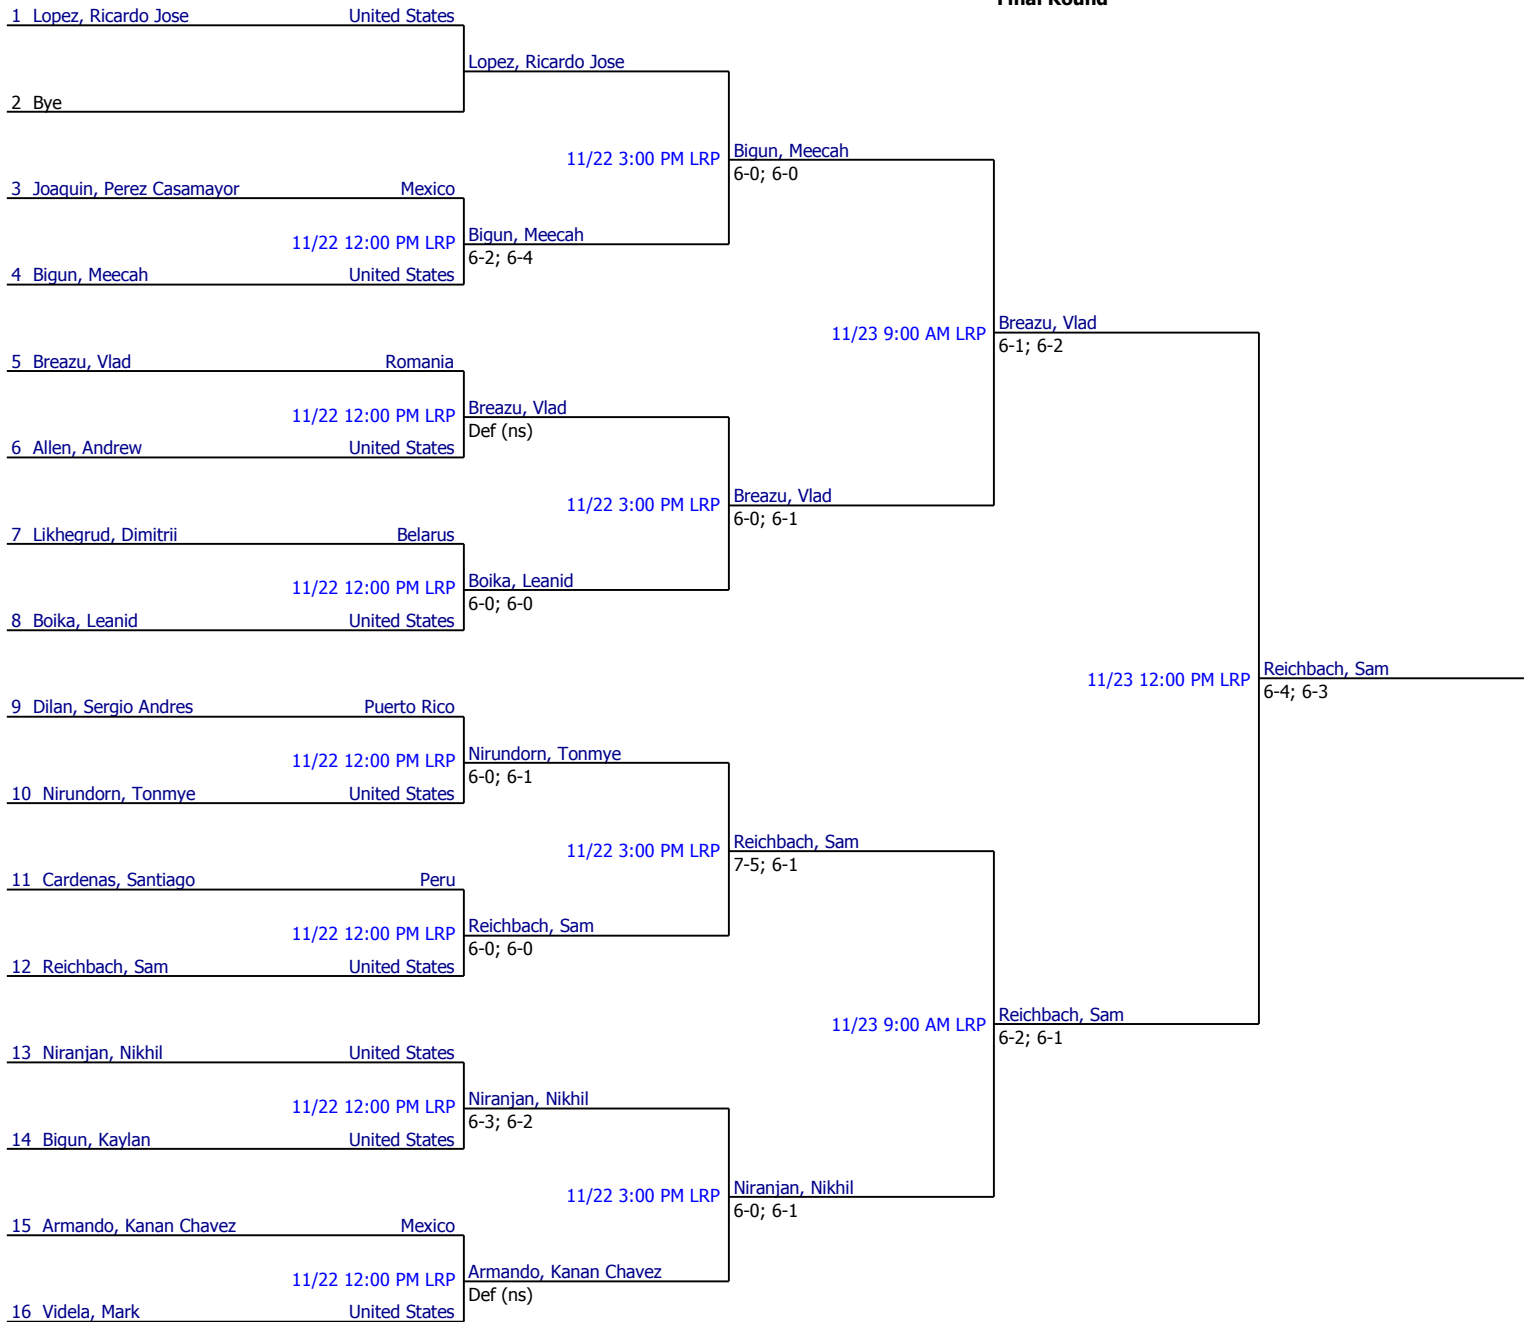 Final Round
1 Lopez, Ricardo Jose United States
Lopez, Ricardo Jose
2 Bye
11/22 3:00 PM LRP
Bigun, Meecah
6-0; 6-0
3 Joaquin, Perez Casamayor Mexico
11/22 12:00 PM LRP
Bigun, Meecah
6-2; 6-4
4 Bigun, Meecah United States
11/23 9:00 AM LRP
Breazu, Vlad
6-1; 6-2
5 Breazu, Vlad Romania
11/22 12:00 PM LRP
Breazu, Vlad
Def (ns)
6 Allen, Andrew United States
11/22 3:00 PM LRP
Breazu, Vlad
6-0; 6-1
7 Likhegrud, Dimitrii Belarus
11/22 12:00 PM LRP
Boika, Leanid
6-0; 6-0
8 Boika, Leanid United States
11/23 12:00 PM LRP
Reichbach, Sam
6-4; 6-3
9 Dilan, Sergio Andres Puerto Rico
11/22 12:00 PM LRP
Nirundorn, Tonmye
6-0; 6-1
10 Nirundorn, Tonmye United States
11/22 3:00 PM LRP
Reichbach, Sam
7-5; 6-1
11 Cardenas, Santiago Peru
11/22 12:00 PM LRP
Reichbach, Sam
6-0; 6-0
12 Reichbach, Sam United States
11/23 9:00 AM LRP
Reichbach, Sam
6-2; 6-1
13 Niranjan, Nikhil United States
11/22 12:00 PM LRP
Niranjan, Nikhil
6-3; 6-2
14 Bigun, Kaylan United States
11/22 3:00 PM LRP
Niranjan, Nikhil
6-0; 6-1
15 Armando, Kanan Chavez Mexico
11/22 12:00 PM LRP
Armando, Kanan Chavez
Def (ns)
16 Videla, Mark United States